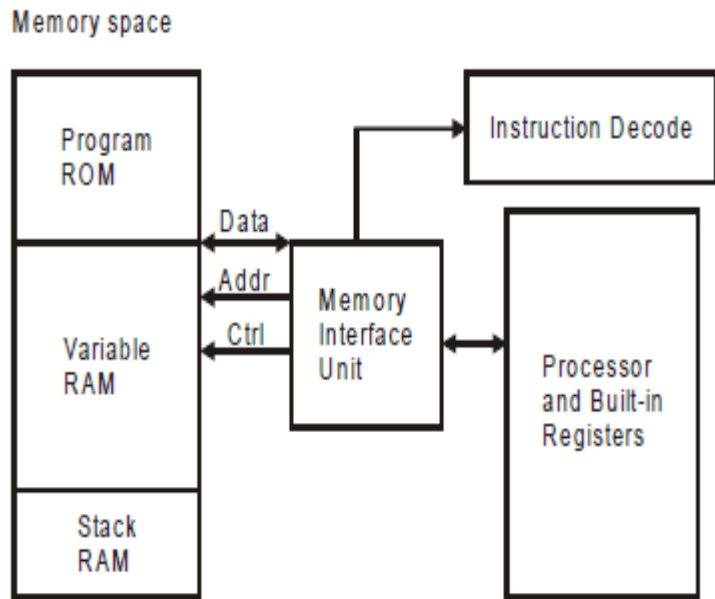 Memory space
Program
ROM
Instruction Decode
Data
Addr
Ctrl
Memory
Interface
Unit
Variable
RAM
Processor
and Built-in
Registers
Stack
RAM